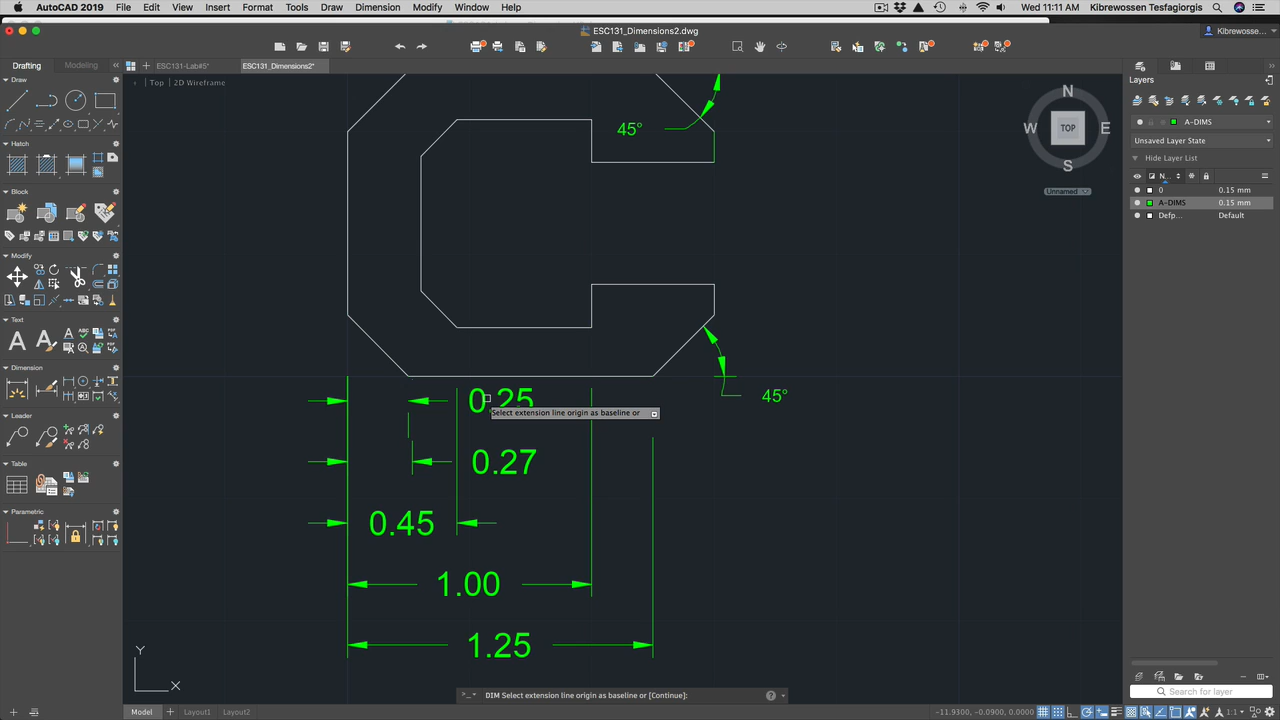 AutoCAD 2019 File Edit View Insert Format Tools Draw Dimension Modify Window Help
Wed 11:11 AM Kibrewossen Tesfagiorgis
ESC131_Dimensions2.dwg
Kibrewosse...
Drafting Modeling
ESC131-Lab#5* ESC131_Dimensions2*
Top 2D Wireframe
Draw
Hatch
Block
Modify
Text
Dimension
Leader
Table
Parametric
45°
45°
0.25
Select extension line origin as baseline or
0.27
0.45
1.00
1.25
Y
X
N
W TOP E
S
Unnamed
Layers
A-DIMS
Unsaved Layer State
Hide Layer List
N...
0 0.15 mm
A-DIMS 0.15 mm
Defp... Default
Search for layer
DIM Select extension line origin as baseline or [Continue]:
Model Layout1 Layout2
-11.9300, -0.0900, 0.0000
1:1